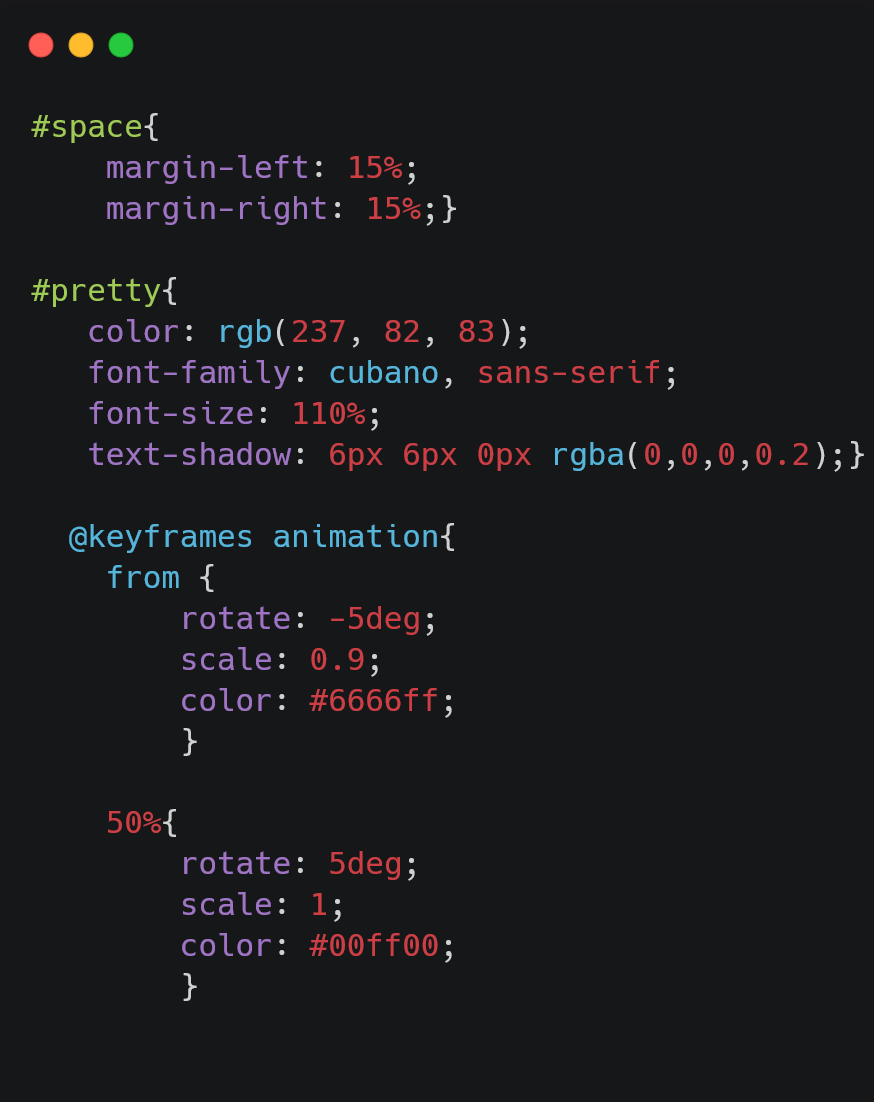 #space{
    margin-left: 15%;
    margin-right: 15%;}
#pretty{
   color: rgb(237, 82, 83);
   font-family: cubano, sans-serif;
   font-size: 110%;
   text-shadow: 6px 6px 0px rgba(0,0,0,0.2);}
  @keyframes animation{
    from {
        rotate: -5deg;
        scale: 0.9;
        color: #6666ff;
        }
    50%{
        rotate: 5deg;
        scale: 1;
        color: #00ff00;
        }